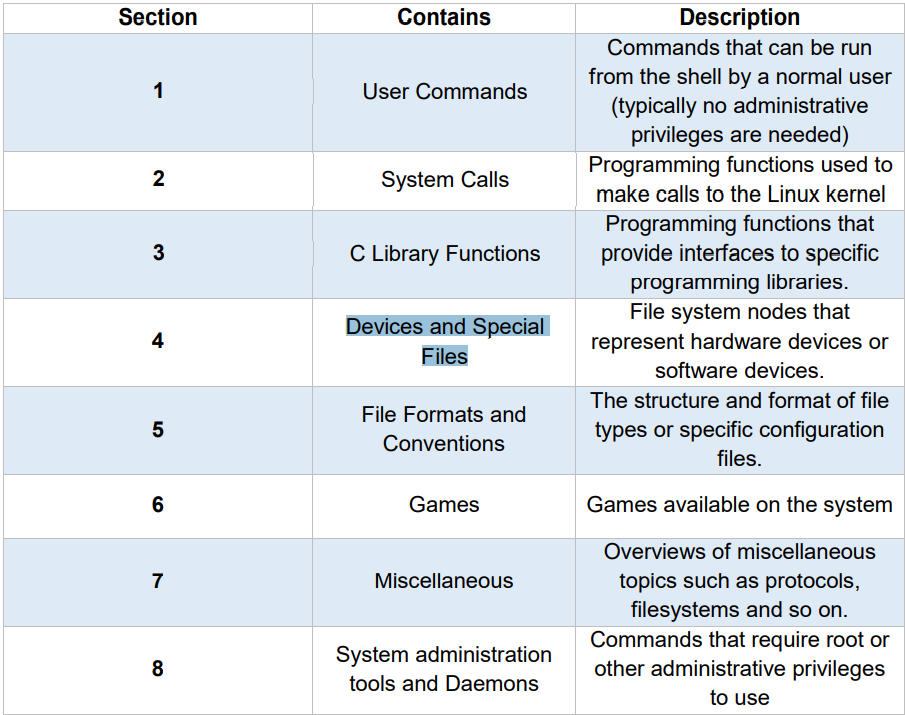 Section Contains Description
1 User Commands Commands that can be run
from the shell by a normal user
(typically no administrative
privileges are needed)
2 System Calls Programming functions used to
make calls to the Linux kernel
3 C Library Functions Programming functions that
provide interfaces to specific
programming libraries.
4 Devices and Special
Files
File system nodes that
represent hardware devices or
software devices.
5 File Formats and
Conventions
The structure and format of file
types or specific configuration
files.
6 Games Games available on the system
7 Miscellaneous Overviews of miscellaneous
topics such as protocols,
filesystems and so on.
8 System administration
tools and Daemons
Commands that require root or
other administrative privileges
to use